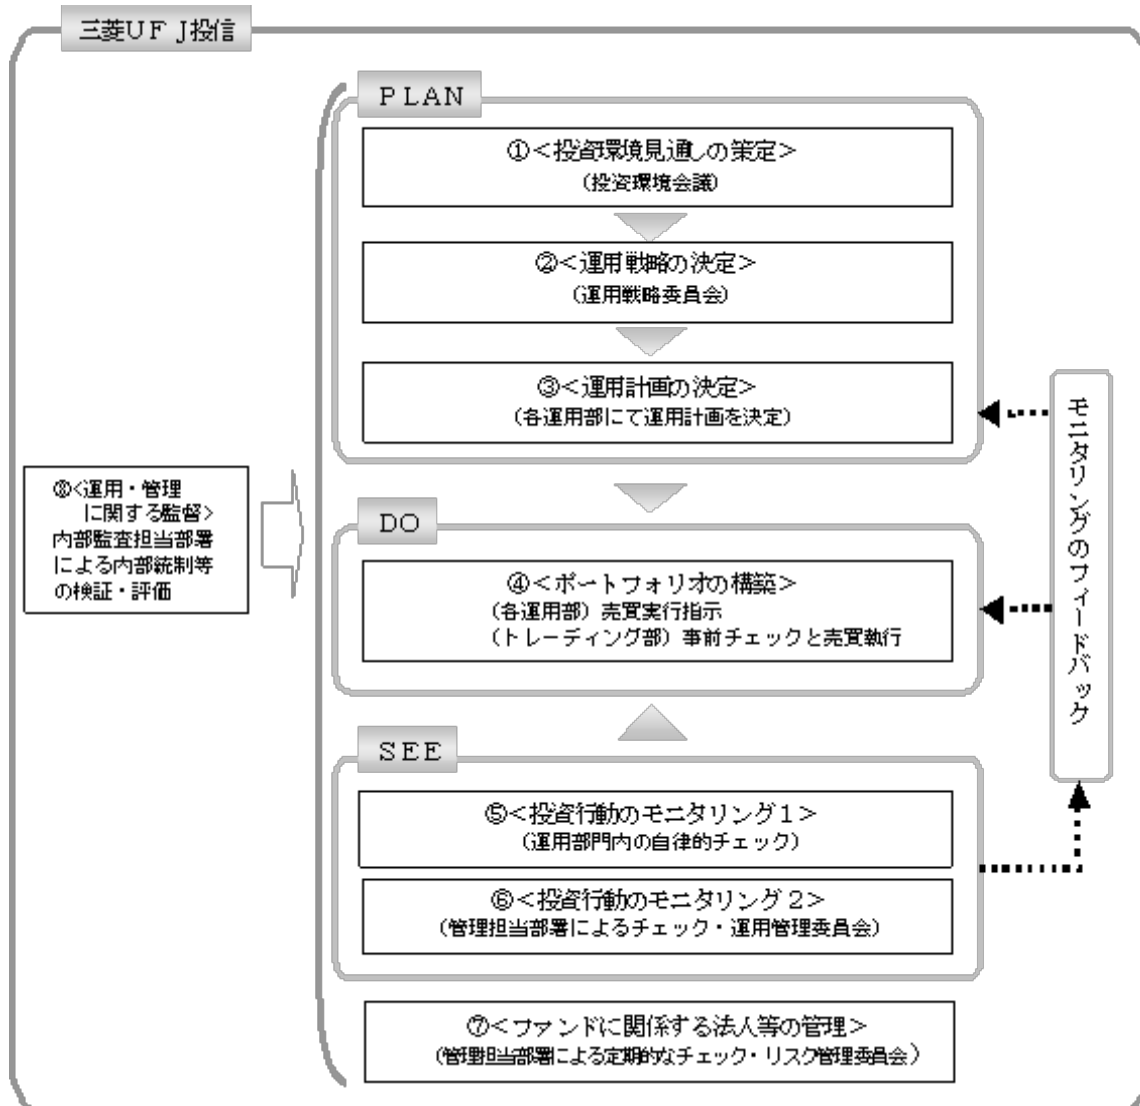 三菱UFJ投信
PLAN
①<投資環境見通しの策定>
(投資環境会議)
②<運用戦略の決定>
(運用戦略委員会)
③<運用計画の決定>
(各運用部にて運用計画を決定)
⑧<運用・管理
に関する監督>
内部監査担当部署
による内部統制等
の検証・評価
DO
④<ポートフォリオの構築>
(各運用部) 売買実行指示
(トレーディング部) 事前チェックと売買執行
SEE
⑤<投資行動のモニタリング1>
(運用部門内の自律的チェック)
⑥<投資行動のモニタリング2>
(管理担当部署によるチェック・運用管理委員会)
⑦<ファンドに関係する法人等の管理>
(管理担当部署による定期的なチェック・リスク管理委員会)
モニタリングのフィードバック